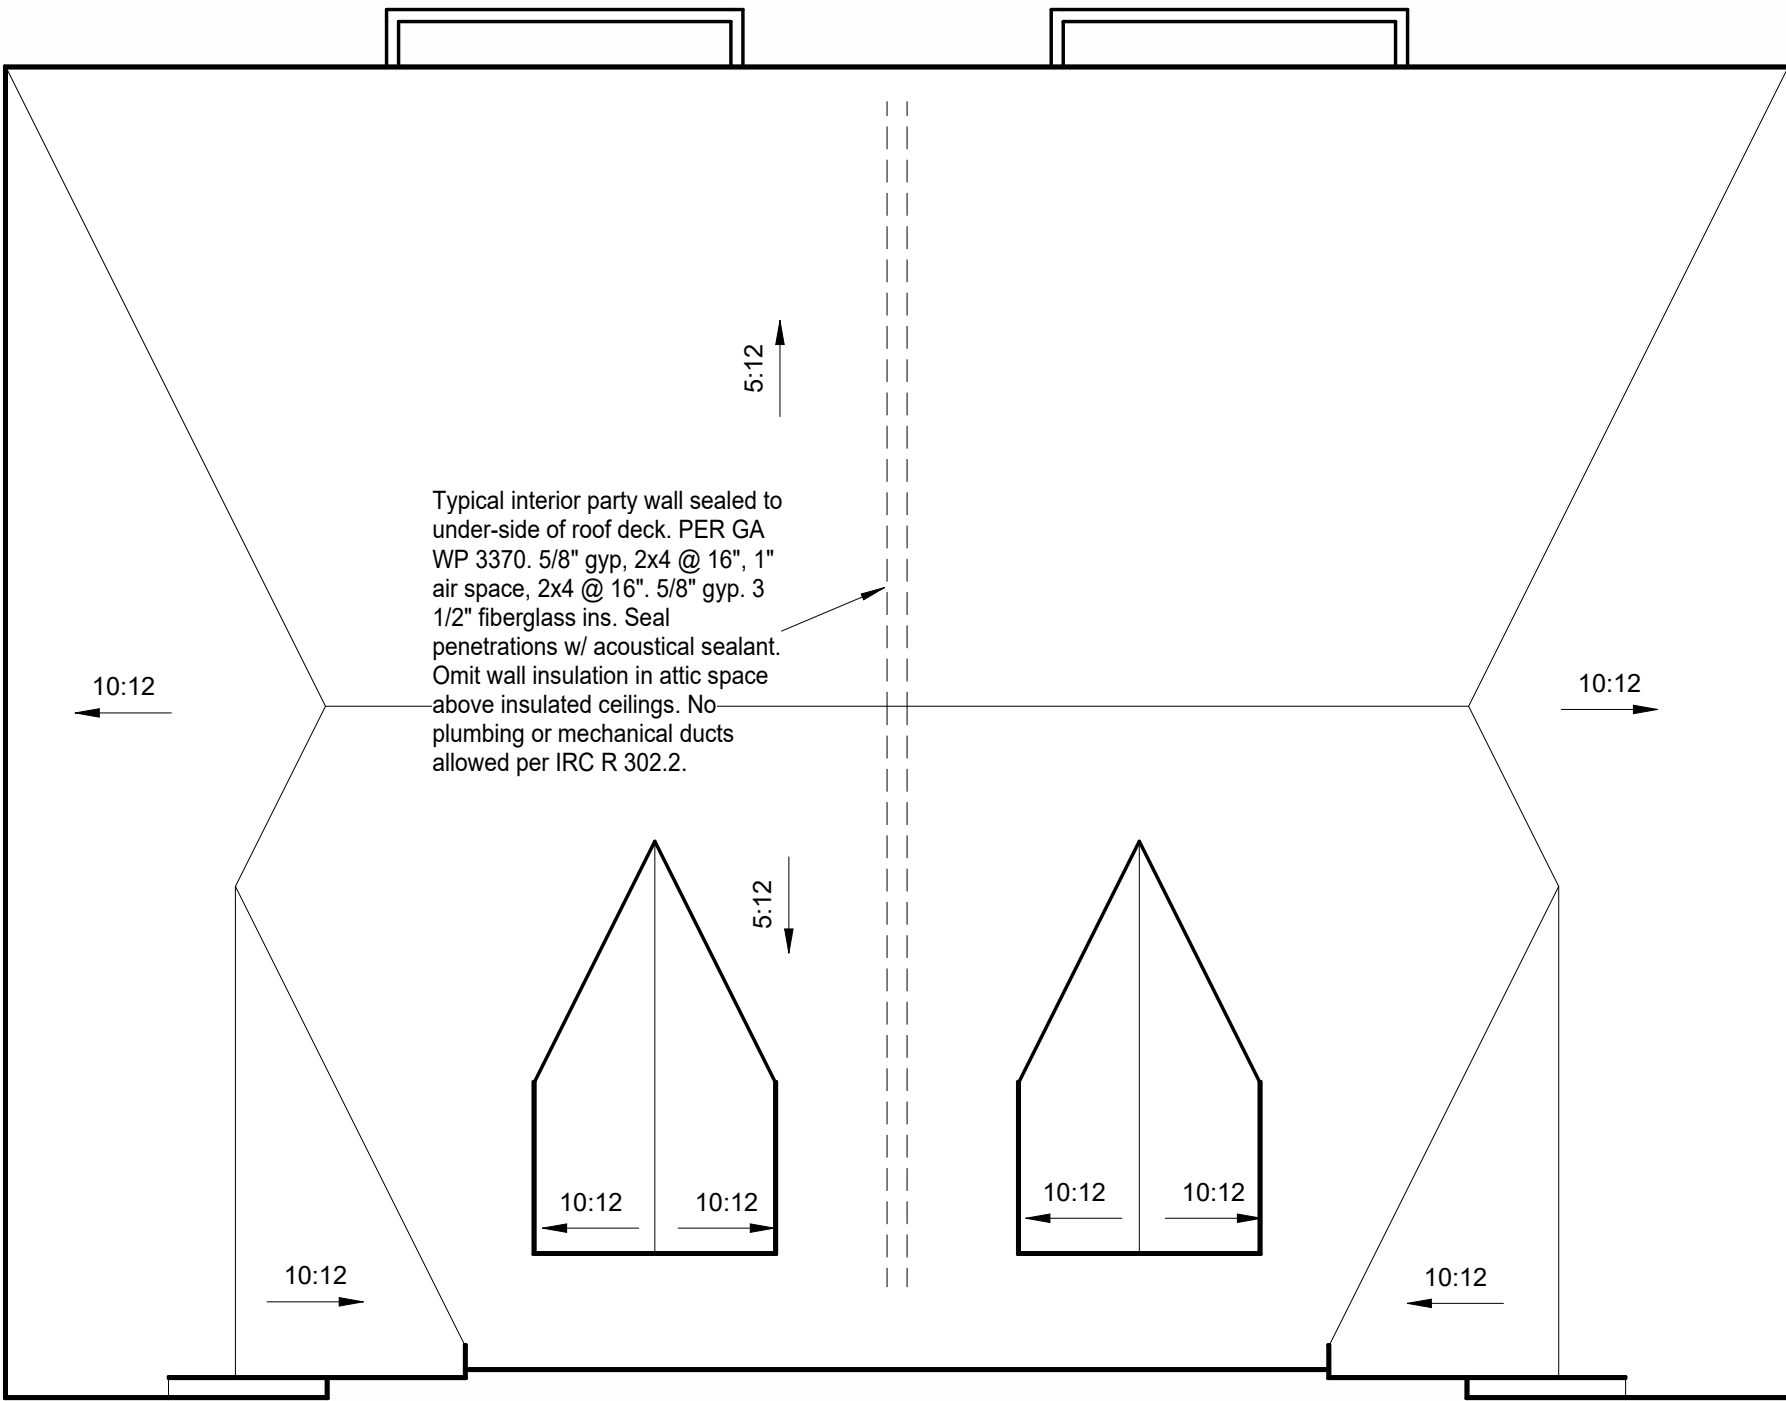 5:12
Typical interior party wall sealed to
under-side of roof deck. PER GA
WP 3370. 5/8" gyp, 2x4 @ 16", 1"
air space, 2x4 @ 16". 5/8" gyp. 3
1/2" fiberglass ins. Seal
penetrations w/ acoustical sealant.
Omit wall insulation in attic space
above insulated ceilings. No
plumbing or mechanical ducts
allowed per IRC R 302.2.
10:12
10:12
5:12
10:12
10:12
10:12
10:12
10:12
10:12